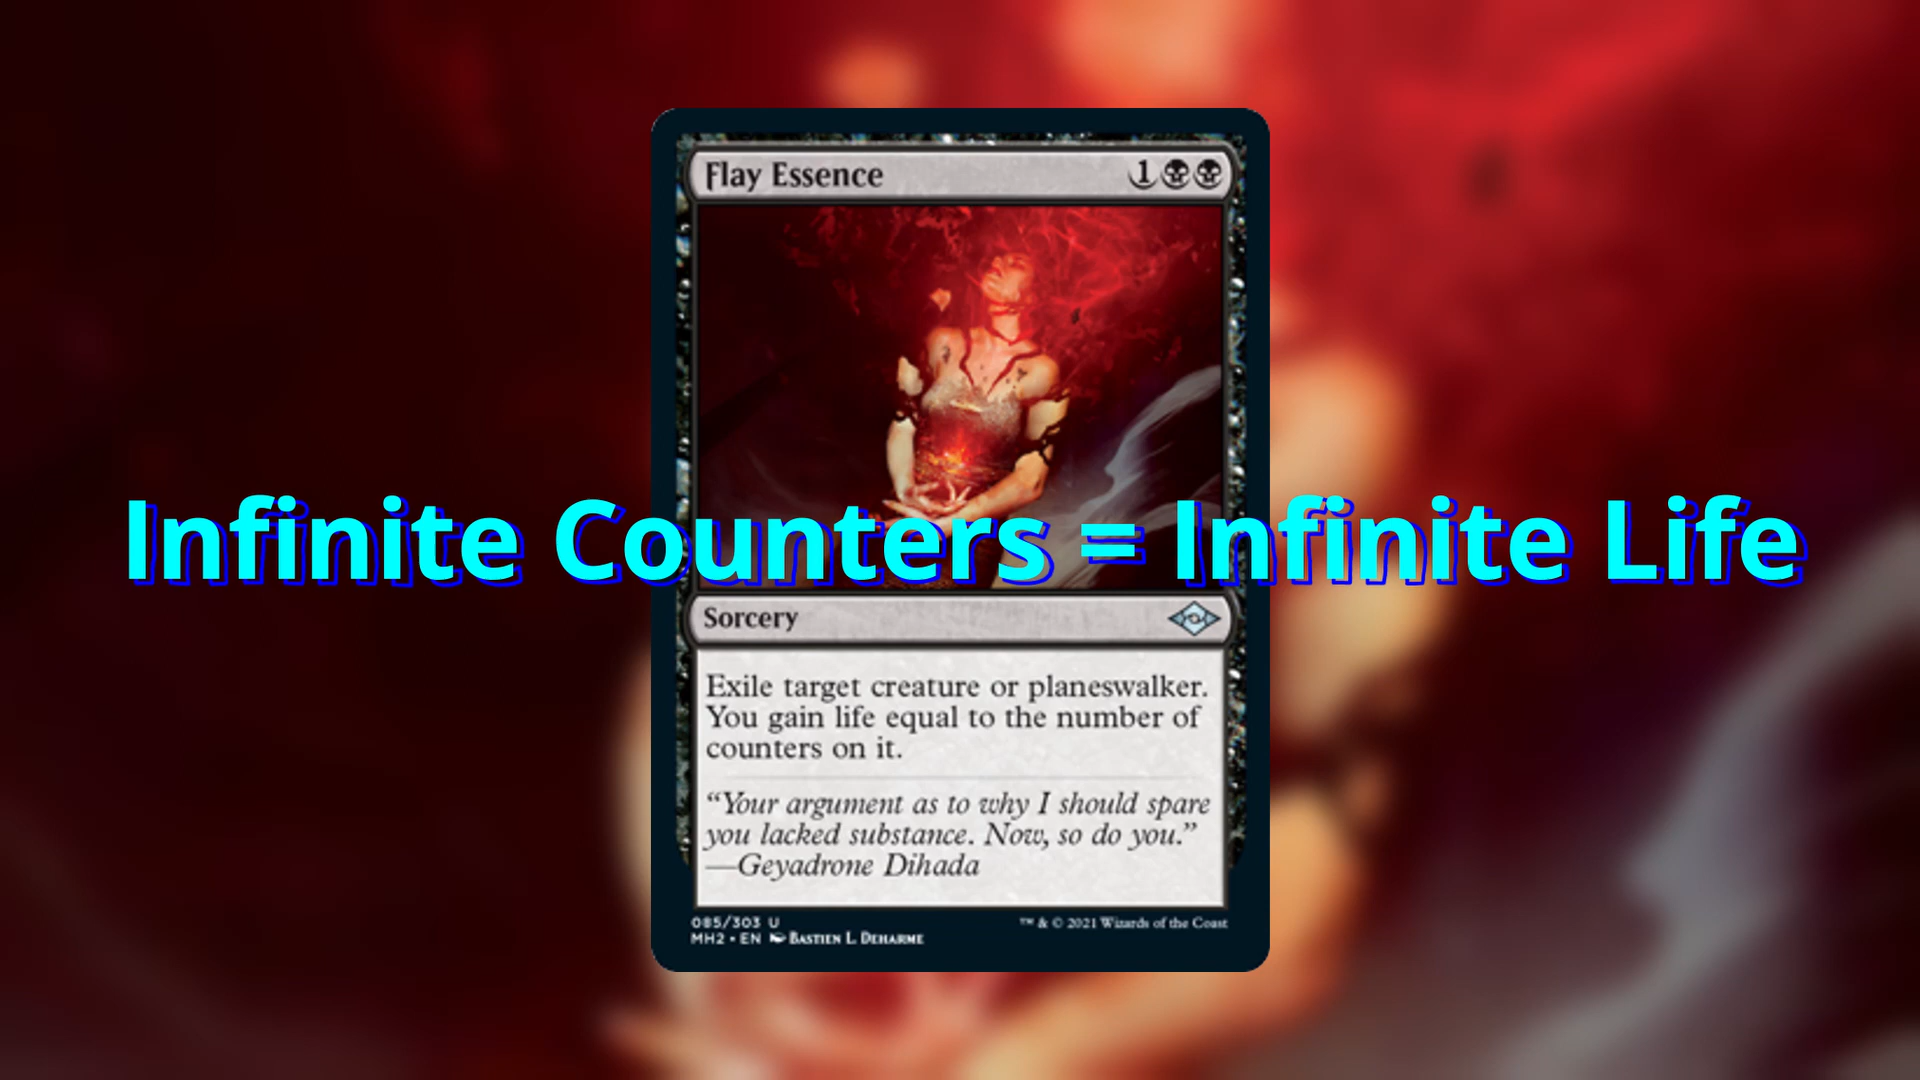 Flay Essence 1
Infinite Counters = Infinite Life
Sorcery
Exile target creature or planeswalker.
You gain life equal to the number of
counters on it.
“Your argument as to why I should spare
you lacked substance. Now, so do you.”
—Geyadrone Dihada
085/303 U
MH2 • EN Bastien L. Deharme
™ & © 2021 Wizards of the Coast